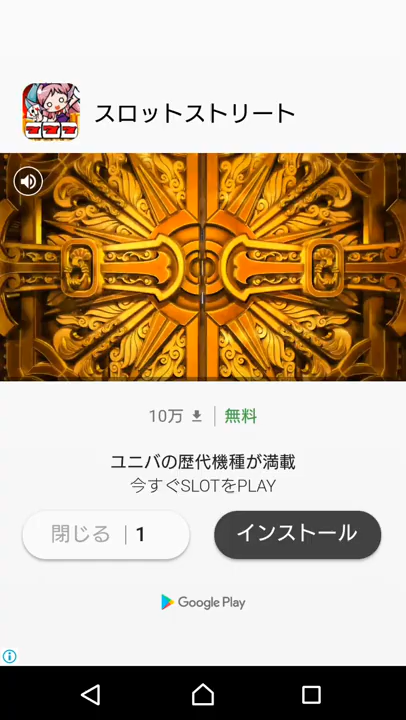 スロットストリート
10万 | 無料
ユニバの歴代機種が満載
今すぐSLOTをPLAY
閉じる | 1
インストール
Google Play